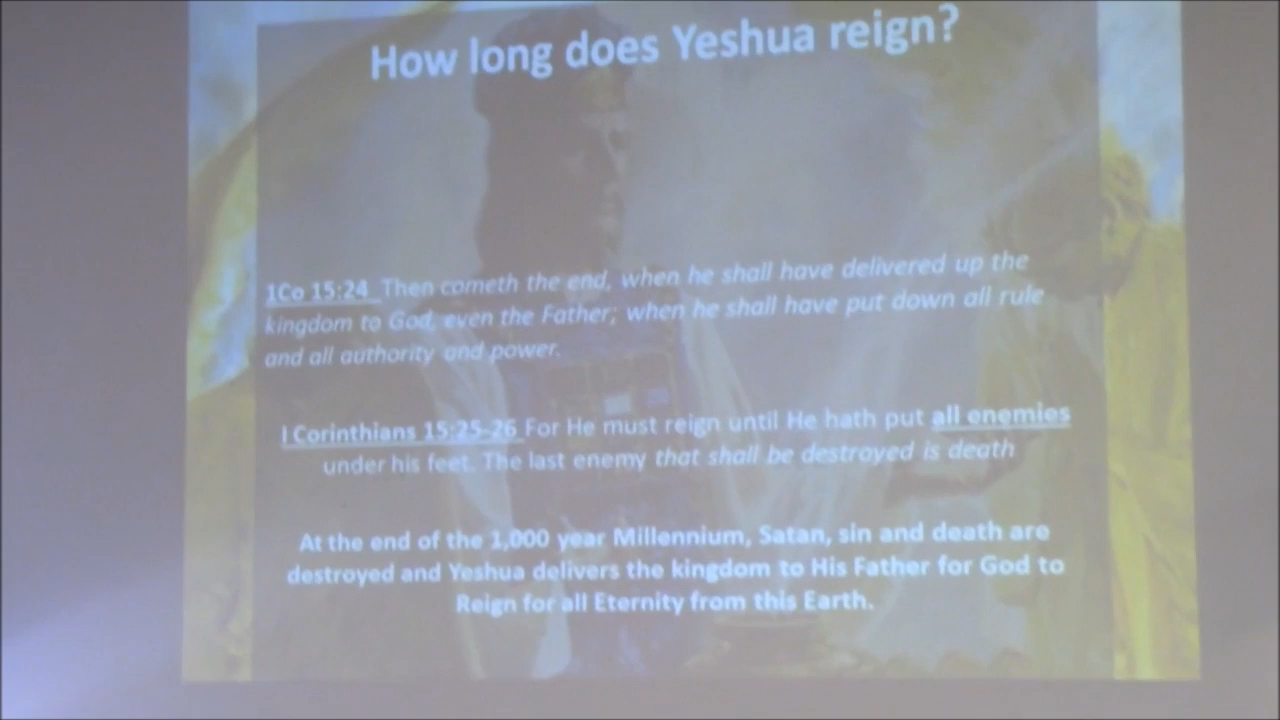 How long does Yeshua reign?
1Co 15:24 Then cometh the end, when he shall have delivered up the
kingdom to God, even the Father; when he shall have put down all rule
and all authority and power.
I Corinthians 15:25-26 For He must reign until He hath put all enemies
under his feet. The last enemy that shall be destroyed is death
At the end of the 1,000 year Millennium, Satan, sin and death are
destroyed and Yeshua delivers the kingdom to His Father for God to
Reign for all Eternity from this Earth.